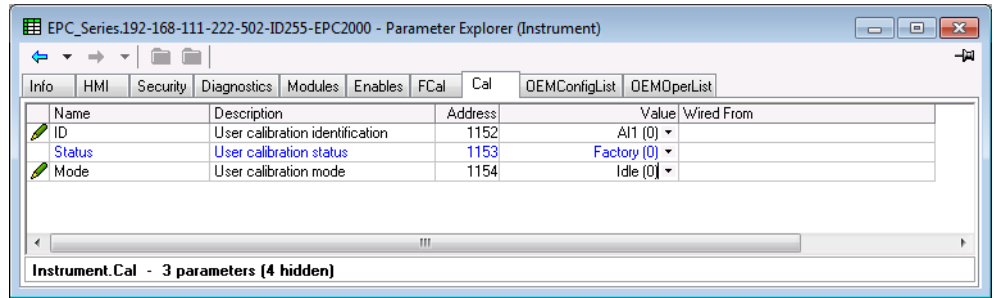 EPC_Series.192-168-111-222-502-ID255-EPC2000 - Parameter Explorer (Instrument)
Info HMI Security Diagnostics Modules Enables FCal Cal OEMConfigList OEMOperList
Name Description Address Value Wired From
ID User calibration identification 1152 AI1 (0)
Status User calibration status 1153 Factory (0)
Mode User calibration mode 1154 Idle (0)
Instrument.Cal - 3 parameters (4 hidden)